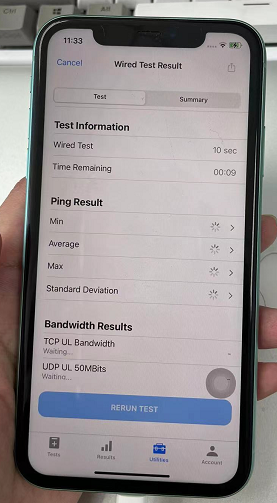 Ctrl
Alt
11:33
Cancel
Wired Test Result
Test
Summary
Test Information
Wired Test
10 sec
Time Remaining
00:09
Ping Result
Min
Average
Max
Standard Deviation
Bandwidth Results
TCP UL Bandwidth
Waiting...
UDP UL 50MBits
Waiting...
RERUN TEST
Tests
Results
Utilities
Account